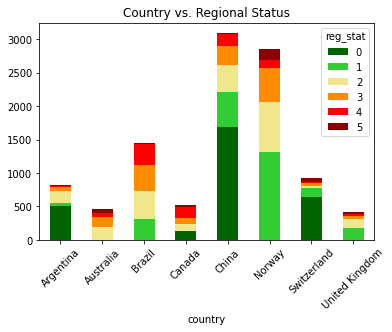 Country vs. Regional Status
reg_stat
0
1
2
3
4
5
3000
2500
2000
1500
1000
500
0
Argentina
Australia
Brazil
Canada
China
Norway
Switzerland
United Kingdom
country